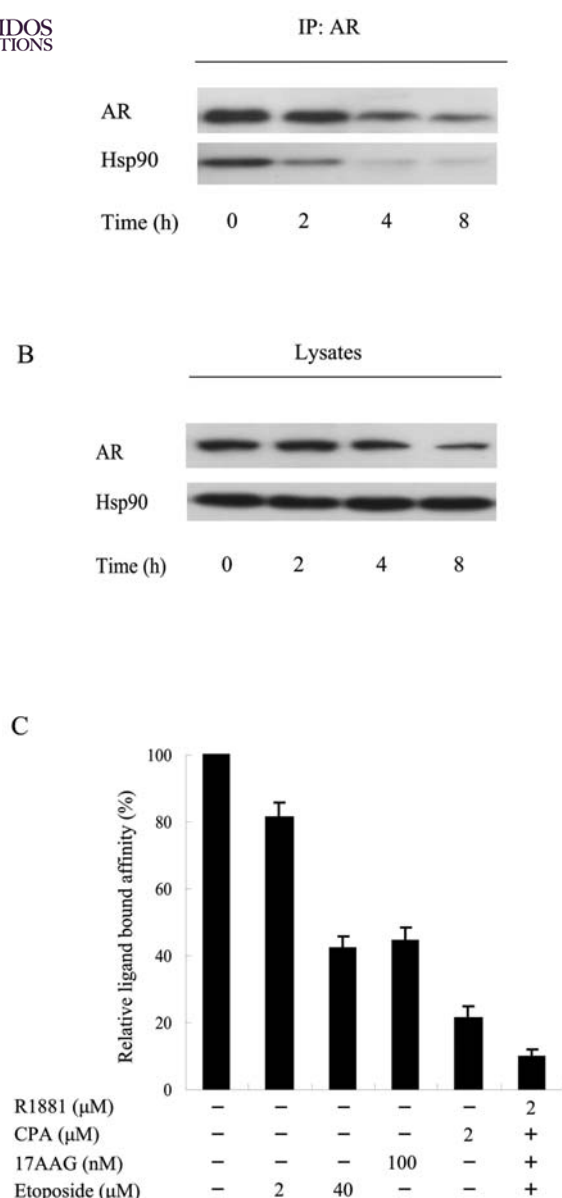 IDOS
TIONS
IP: AR
AR
Hsp90
Time (h) 0 2 4 8
B
Lysates
AR
Hsp90
Time (h) 0 2 4 8
C
Relative ligand bound affinity (%)
100
80
60
40
20
0
R1881 (μM) − − − − − 2
CPA (μM) − − − − 2 +
17AAG (nM) − − − 100 − +
Etoposide (μM) − 2 40 − − +